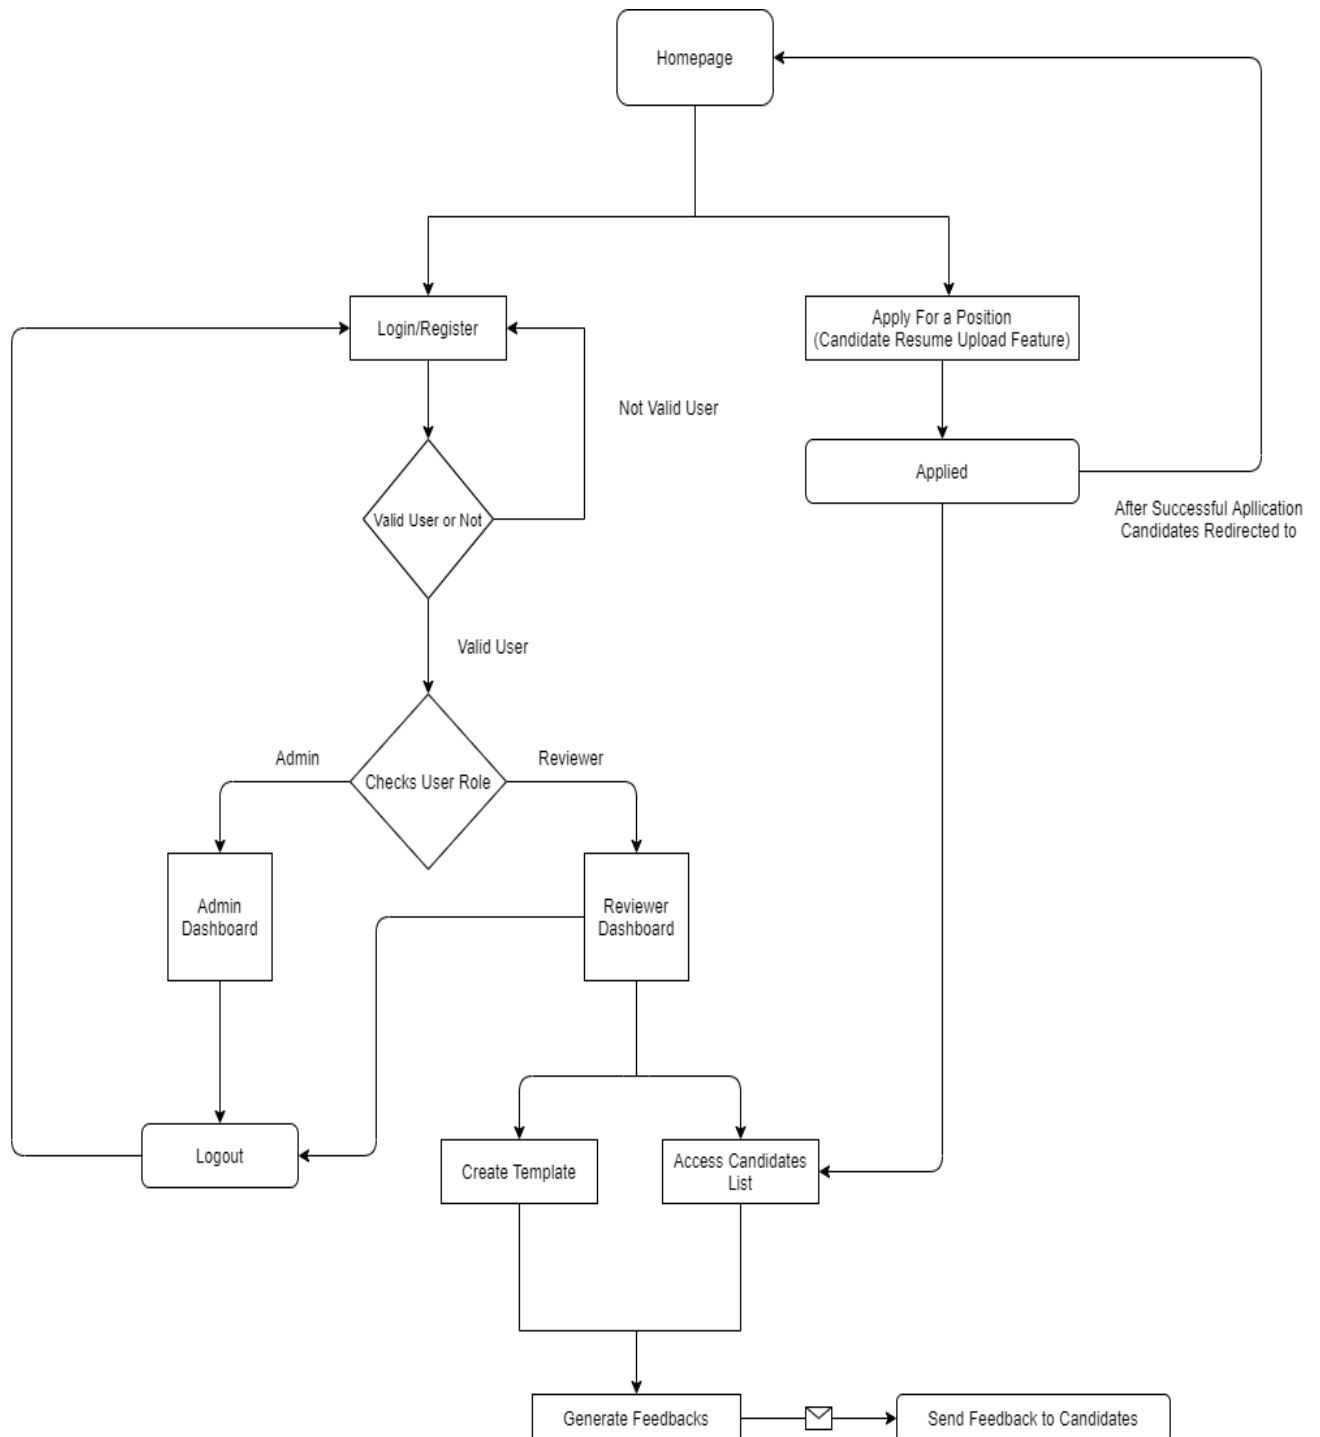 Homepage
Login/Register
Apply For a Position
(Candidate Resume Upload Feature)
Not Valid User
Applied
Valid User or Not
After Successful Apllication
Candidates Redirected to
Valid User
Admin
Reviewer
Checks User Role
Admin
Dashboard
Reviewer
Dashboard
Logout
Create Template
Access Candidates
List
Generate Feedbacks
Send Feedback to Candidates